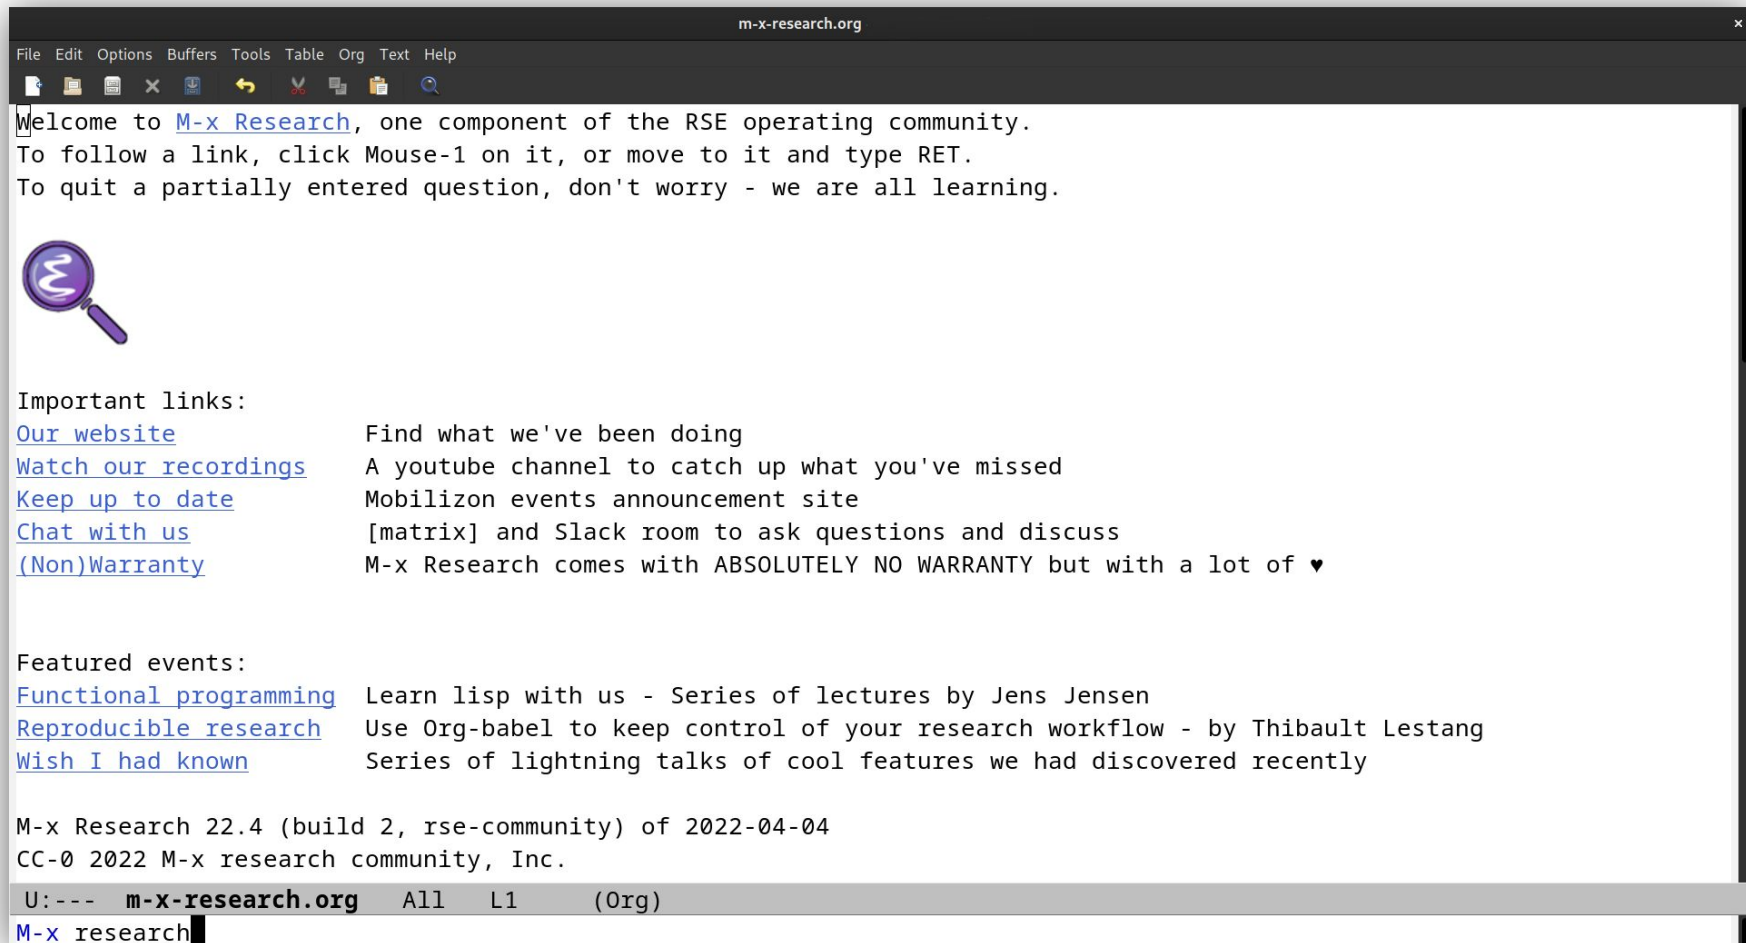 m-x-research.org ×
File Edit Options Buffers Tools Table Org Text Help
Welcome to M-x Research, one component of the RSE operating community.
To follow a link, click Mouse-1 on it, or move to it and type RET.
To quit a partially entered question, don't worry - we are all learning.
Important links:
Our website Find what we've been doing
Watch our recordings A youtube channel to catch up what you've missed
Keep up to date Mobilizon events announcement site
Chat with us [matrix] and Slack room to ask questions and discuss
(Non)Warranty M-x Research comes with ABSOLUTELY NO WARRANTY but with a lot of ♥
Featured events:
Functional programming Learn lisp with us - Series of lectures by Jens Jensen
Reproducible research Use Org-babel to keep control of your research workflow - by Thibault Lestang
Wish I had known Series of lightning talks of cool features we had discovered recently
M-x Research 22.4 (build 2, rse-community) of 2022-04-04
CC-0 2022 M-x research community, Inc.
U:--- m-x-research.org All L1 (Org)
M-x research